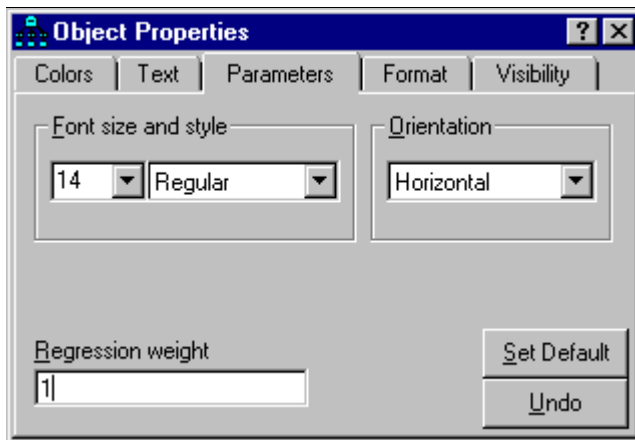 Object Properties ? ×
Colors Text Parameters Format Visibility
Font size and style Orientation
14 Regular Horizontal
Regression weight Set Default
1 Undo